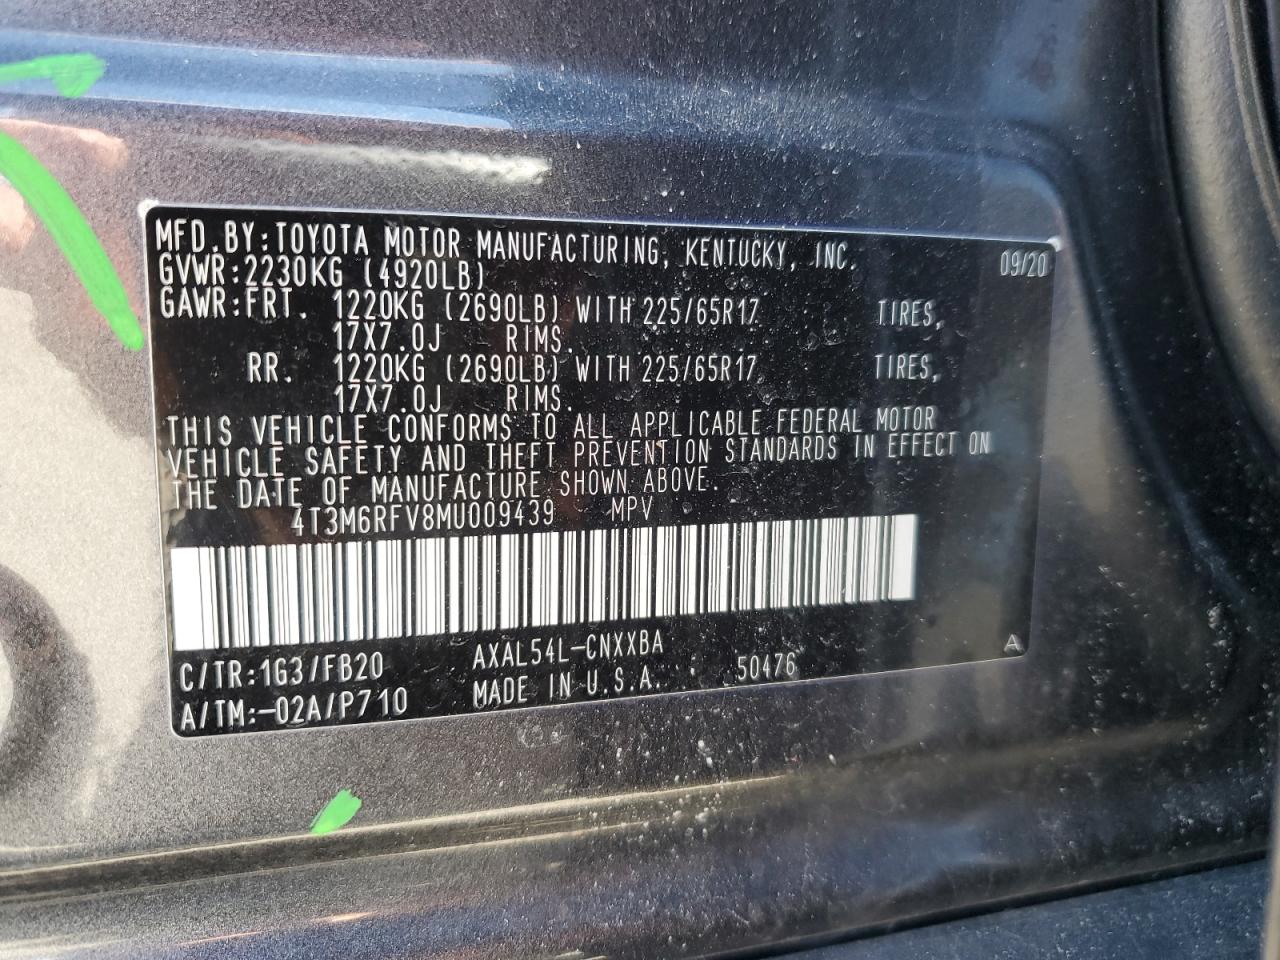 MFD.BY:TOYOTA MOTOR MANUFACTURING, KENTUCKY, INC. 09/20
GVWR:2230KG (4920LB)
GAWR:FRT. 1220KG (2690LB) WITH 225/65R17 TIRES,
17X7.0J RIMS.
RR. 1220KG (2690LB) WITH 225/65R17 TIRES,
17X7.0J RIMS.
THIS VEHICLE CONFORMS TO ALL APPLICABLE FEDERAL MOTOR
VEHICLE SAFETY AND THEFT PREVENTION STANDARDS IN EFFECT ON
THE DATE OF MANUFACTURE SHOWN ABOVE.
4T3M6RFV8MU009439 MPV
C/TR:1G3/FB20 AXAL54L-CNXXBA A
A/TM:-02A/P710 MADE IN U.S.A. 50476